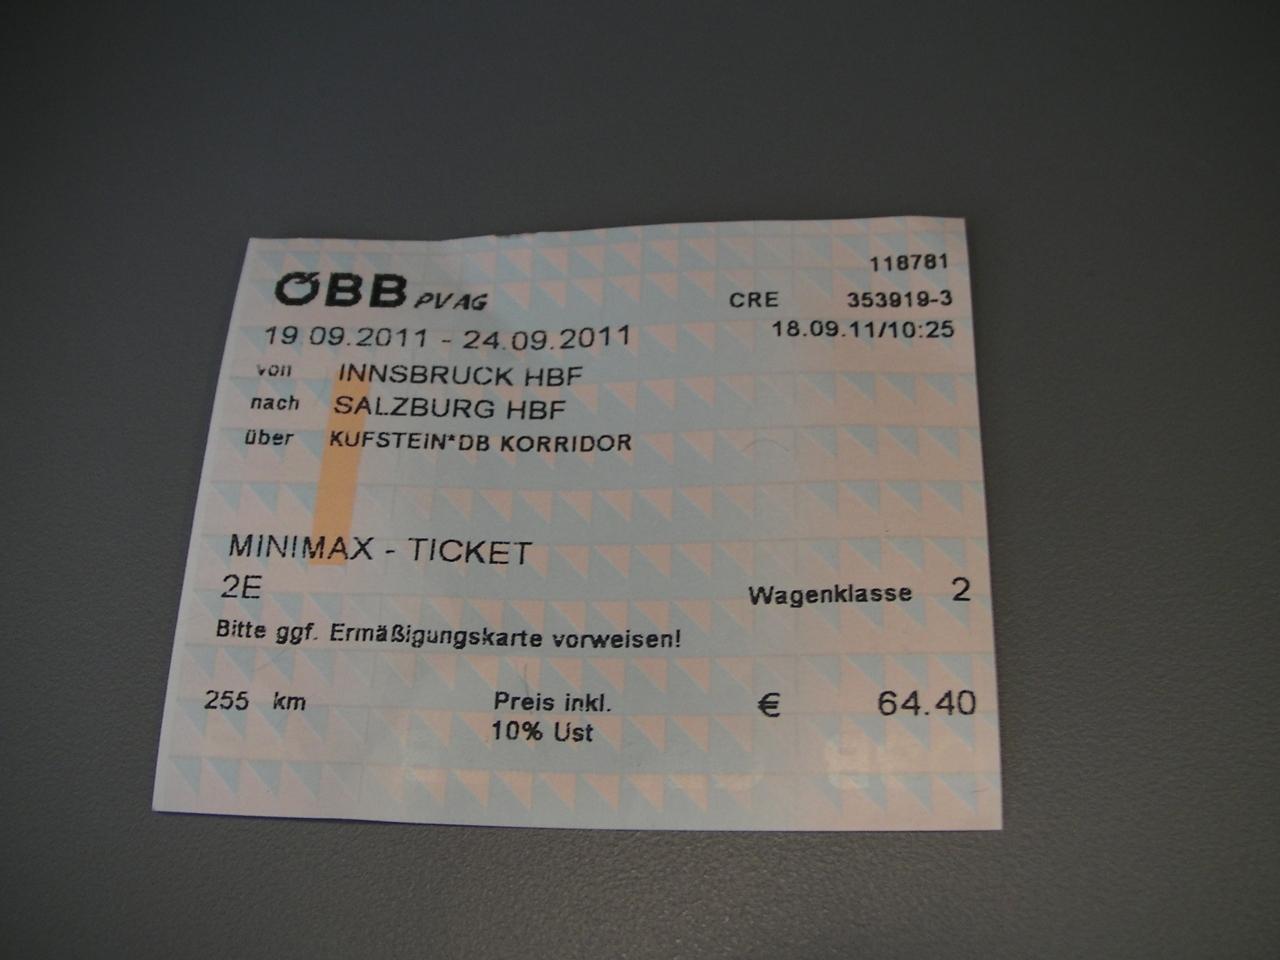 118781
ÖBB PV AG
CRE 353919-3
19 09.2011 - 24.09.2011
18.09.11/10:25
von INNSBRUCK HBF
nach SALZBURG HBF
über KUFSTEIN*DB KORRIDOR
MINIMAX - TICKET
2E
Wagenklasse 2
Bitte ggf. Ermäßigungskarte vorweisen!
255 km
Preis inkl. € 64.40
10% Ust